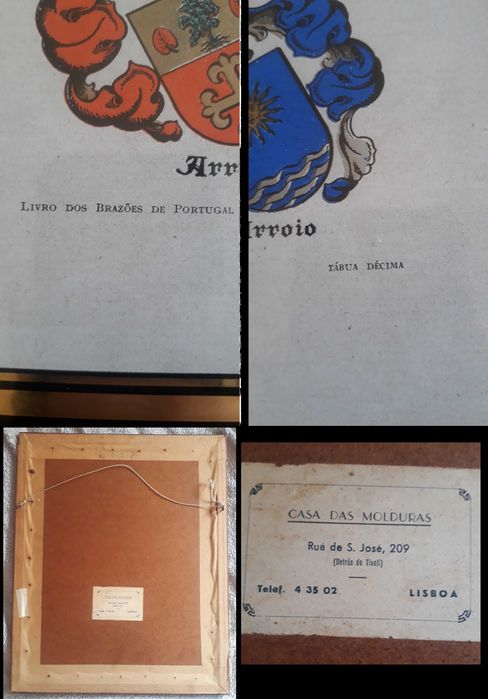 Arr
LIVRO DOS BRAZÕES DE PORTUGAL
rroio
TÁBUA DÉCIMA
CASA DAS MOLDURAS
Rua de S. José, 209
(Detrás do Tivoli)
Telef. 4 35 02 LISBOA